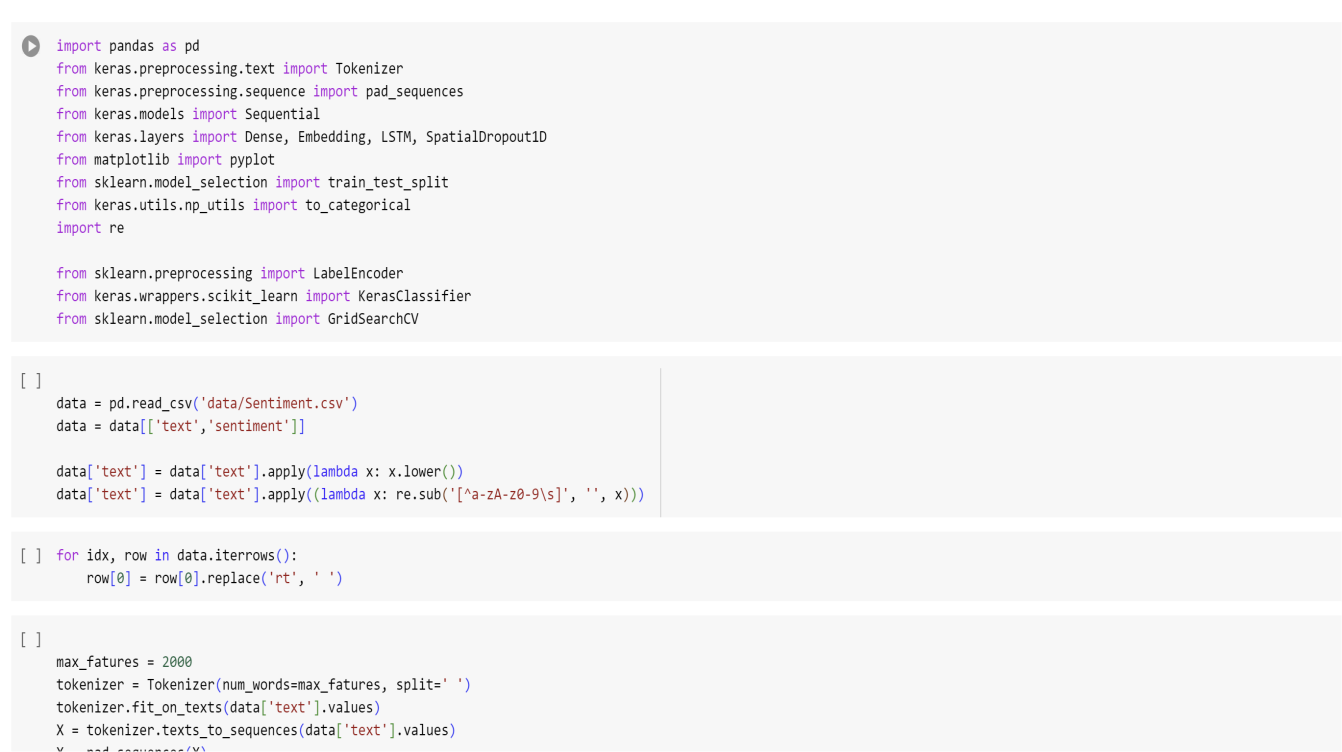 import pandas as pd
from keras.preprocessing.text import Tokenizer
from keras.preprocessing.sequence import pad_sequences
from keras.models import Sequential
from keras.layers import Dense, Embedding, LSTM, SpatialDropout1D
from matplotlib import pyplot
from sklearn.model_selection import train_test_split
from keras.utils.np_utils import to_categorical
import re
from sklearn.preprocessing import LabelEncoder
from keras.wrappers.scikit_learn import KerasClassifier
from sklearn.model_selection import GridSearchCV
[ ]
data = pd.read_csv('data/Sentiment.csv')
data = data[['text','sentiment']]
data['text'] = data['text'].apply(lambda x: x.lower())
data['text'] = data['text'].apply((lambda x: re.sub('[^a-zA-z0-9\s]', '', x)))
[ ] for idx, row in data.iterrows():
    row[0] = row[0].replace('rt', ' ')
[ ]
max_fatures = 2000
tokenizer = Tokenizer(num_words=max_fatures, split=' ')
tokenizer.fit_on_texts(data['text'].values)
X = tokenizer.texts_to_sequences(data['text'].values)
X = pad_sequences(X)